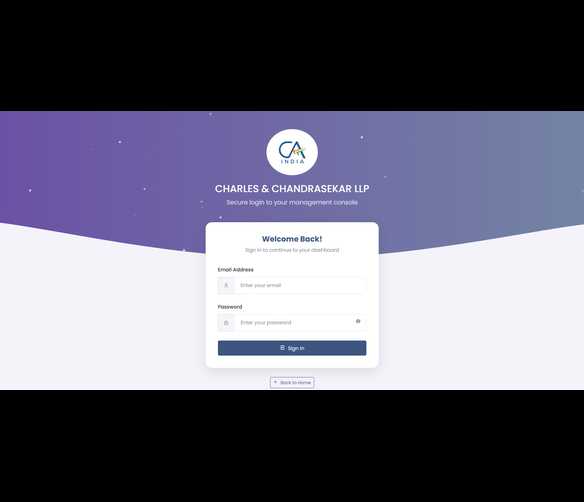 CA
INDIA
CHARLES & CHANDRASEKAR LLP
Secure login to your management console
Welcome Back!
Sign in to continue to your dashboard
Email Address
Enter your email
Password
Enter your password
Sign In
Back to Home